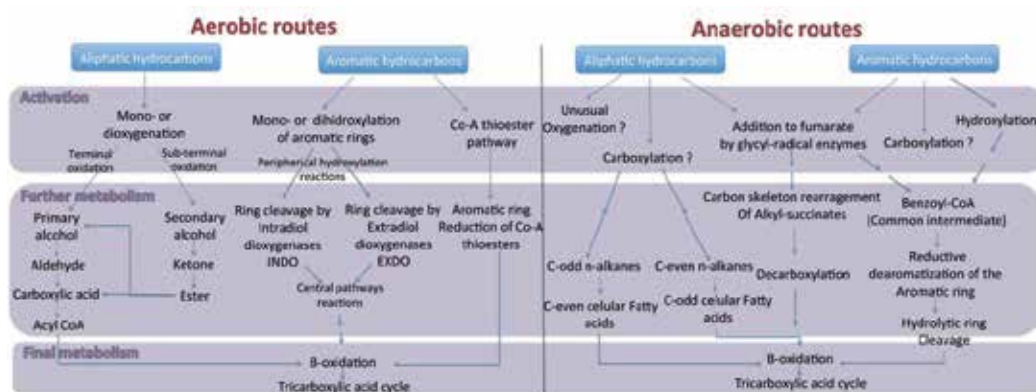 Aerobic routes
Anaerobic routes
Aliphatic hydrocarbons
Aromatic hydrocarbons
Aliphatic hydrocarbons
Aromatic hydrocarbons
Activation
Mono- or
dioxygenation
Terminal
oxidation
Sub-terminal
oxidation
Mono- or dihidroxylation
of aromatic rings
Peripherical hydroxylation
reactions
Co-A thioester
pathway
Unusual
Oxygenation ?
Carboxylation ?
Addition to fumarate
by glycyl-radical enzymes
Carboxylation ?
Hydroxylation
Further metabolism
Primary
alcohol
Aldehyde
Carboxylic acid
Acyl CoA
Secondary
alcohol
Ketone
Ester
Ring cleavage by
Intradiol
dioxygenases
INDO
Ring cleavage by
Extradiol
dioxygenases
EXDO
Central pathways
reactions
Aromatic ring
Reduction of Co-A
thioesters
C-odd n-alkanes
C-even celular Fatty
acids
C-even n-alkanes
C-odd celular Fatty
acids
Carbon skeleton rearragement
Of Alkyl-succinates
Decarboxylation
Benzoyl-CoA
(Common intermediate)
Reductive
dearomatization of the
Aromatic ring
Hydrolytic ring
Cleavage
Final metabolism
B-oxidation
Tricarboxylic acid cycle
B-oxidation
Tricarboxylic acid cycle